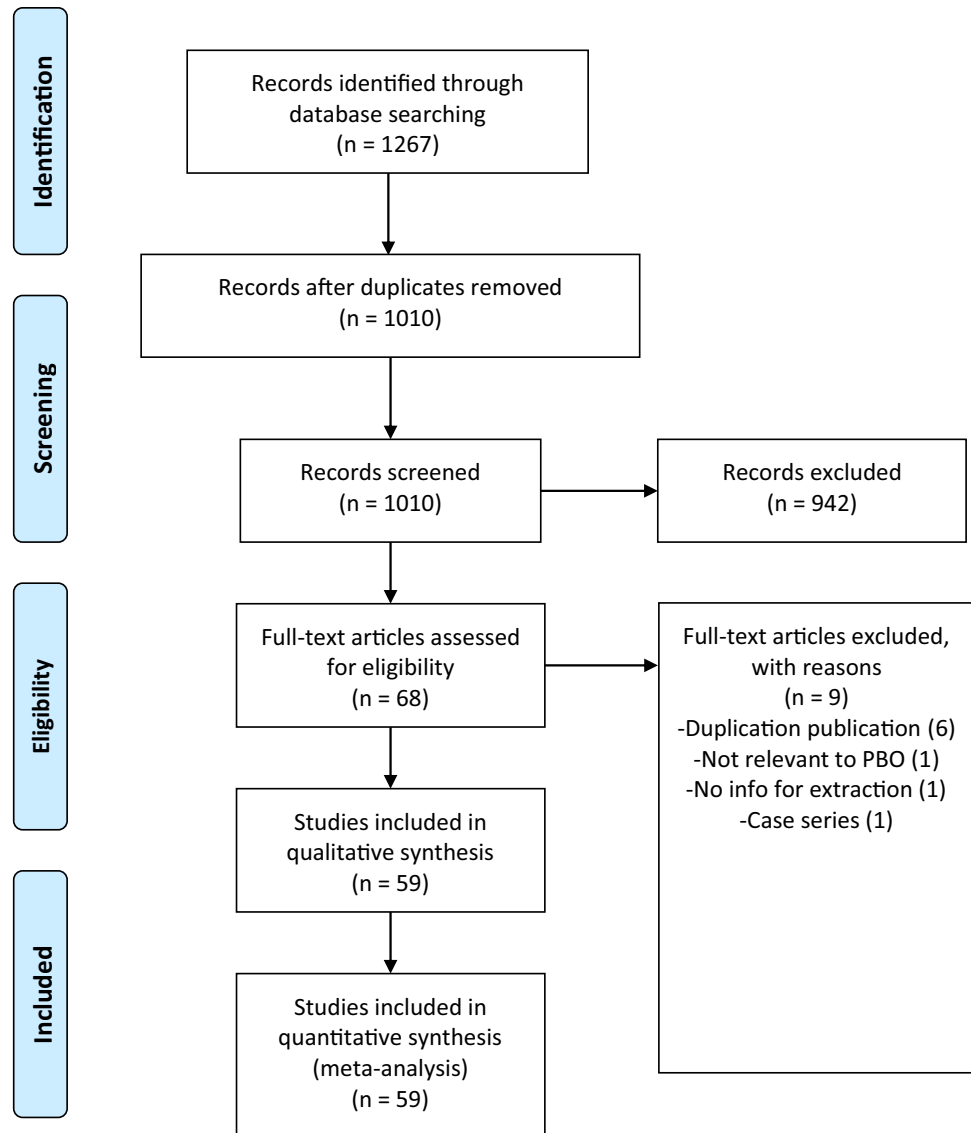 Identification
Records identified through
database searching
(n = 1267)
Records after duplicates removed
(n = 1010)
Screening
Records screened
(n = 1010)
Records excluded
(n = 942)
Eligibility
Full-text articles assessed
for eligibility
(n = 68)
Full-text articles excluded,
with reasons
(n = 9)
-Duplication publication (6)
-Not relevant to PBO (1)
-No info for extraction (1)
-Case series (1)
Studies included in
qualitative synthesis
(n = 59)
Included
Studies included in
quantitative synthesis
(meta-analysis)
(n = 59)